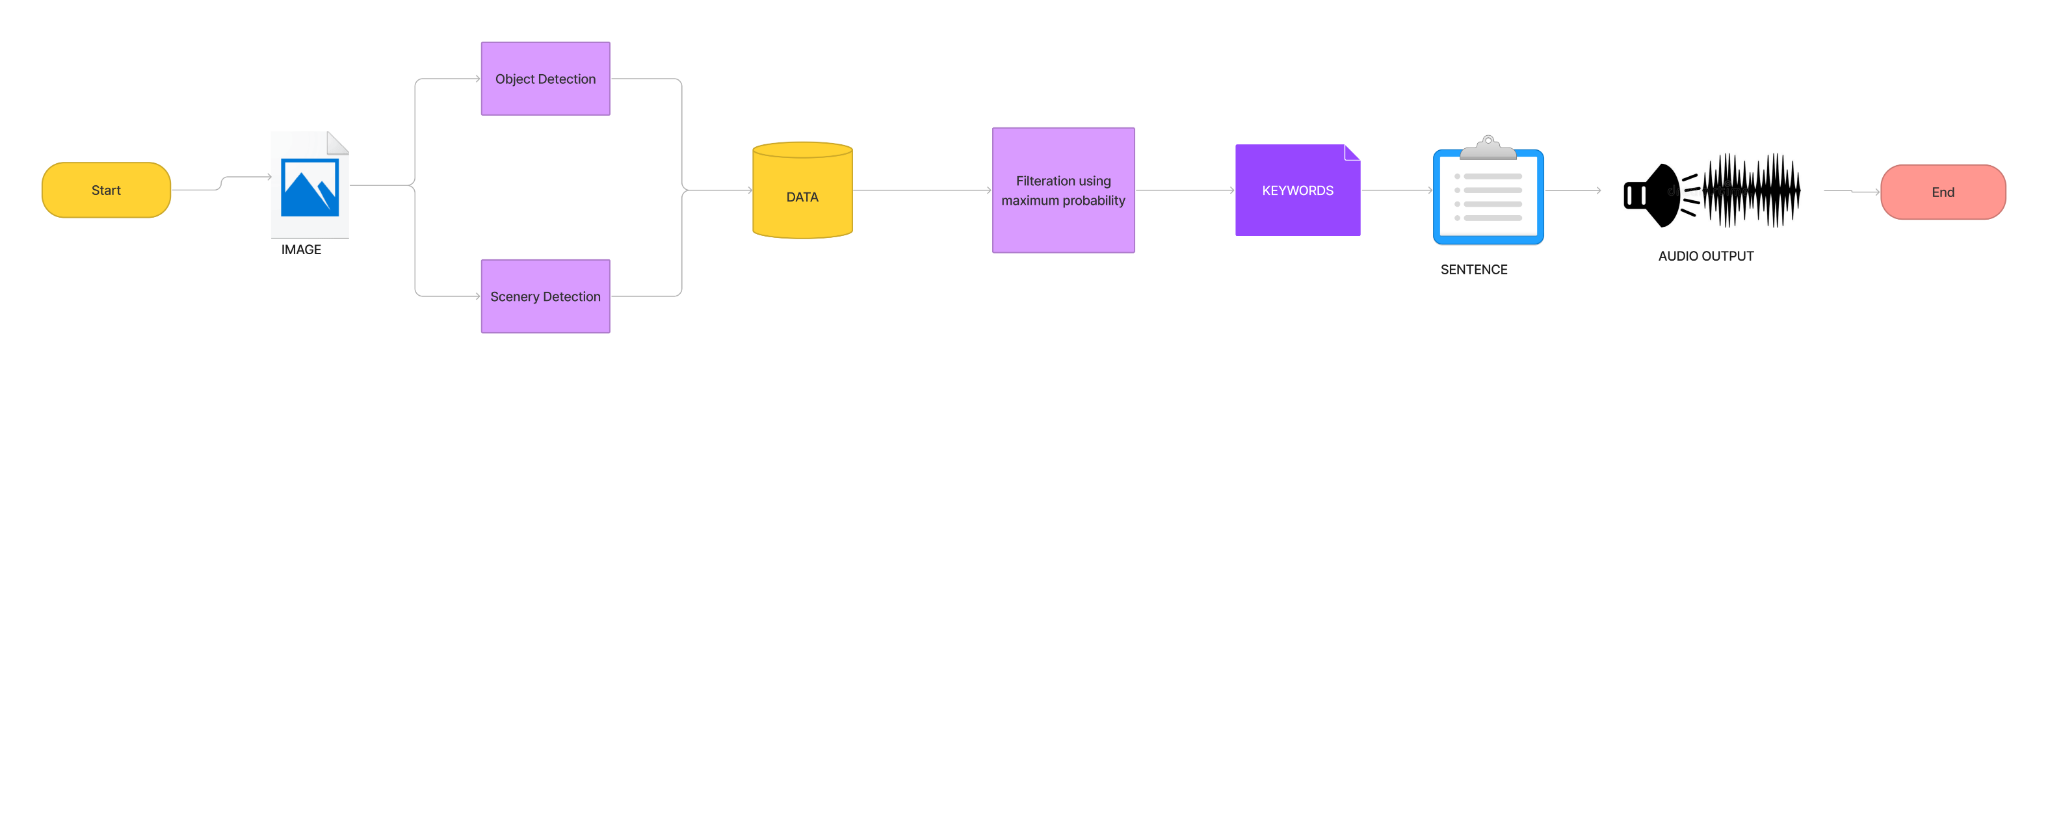 Start
IMAGE
Object Detection
Scenery Detection
DATA
Filteration using
maximum probability
KEYWORDS
SENTENCE
AUDIO OUTPUT
End